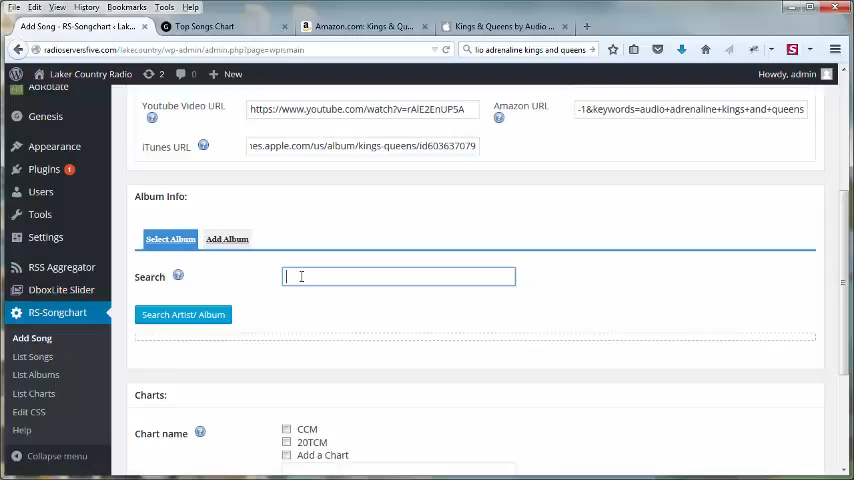 File Edit View History Bookmarks Tools Help
Add Song - RS-Songchart ‹ Lak...
Top Songs Chart
Amazon.com: Kings & Qu...
Kings & Queens by Audio ...
radioserversfive.com/lakecountry/wp-admin/admin.php?page=wprsmain
lio adrenaline kings and queens
Laker Country Radio 2 0 New
Howdy, admin
AdRotate
Genesis
Appearance
Plugins 1
Users
Tools
Settings
RSS Aggregator
DboxLite Slider
RS-Songchart
Add Song
List Songs
List Albums
List Charts
Edit CSS
Help
Collapse menu
Youtube Video URL
https://www.youtube.com/watch?v=rAlE2EnUP5A
Amazon URL
-1&keywords=audio+adrenaline+kings+and+queens
iTunes URL
nes.apple.com/us/album/kings-queens/id603637079
Album Info:
Select Album Add Album
Search
Search Artist/ Album
Charts:
Chart name
CCM
20TCM
Add a Chart